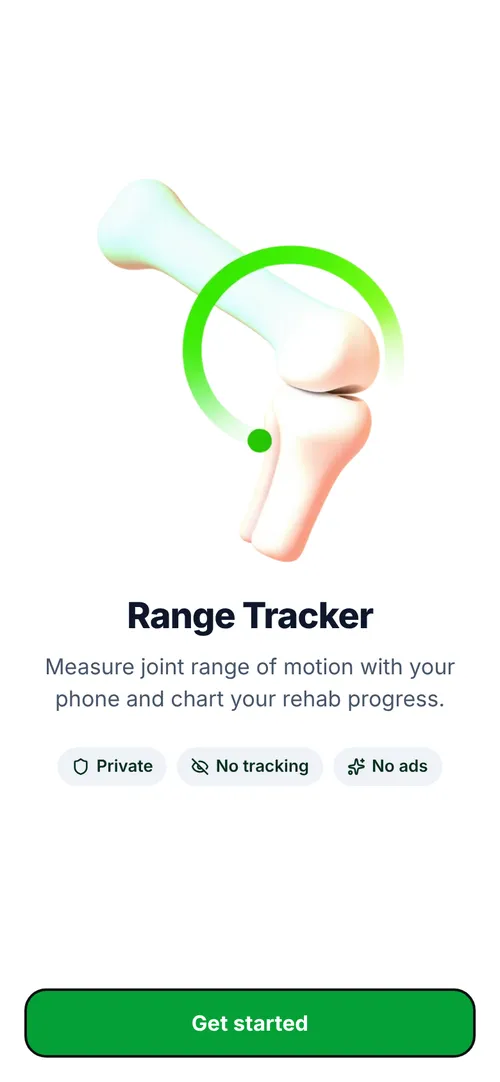 Range Tracker
Measure joint range of motion with your
phone and chart your rehab progress.
Private
No tracking
No ads
Get started